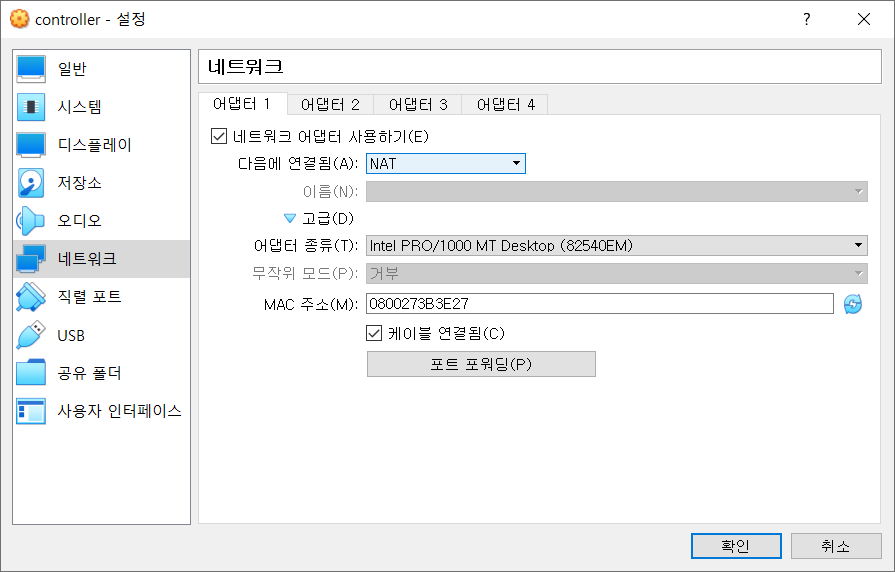 controller - 설정
?
일반
시스템
디스플레이
저장소
오디오
네트워크
직렬 포트
USB
공유 폴더
사용자 인터페이스
네트워크
어댑터 1 어댑터 2 어댑터 3 어댑터 4
네트워크 어댑터 사용하기(E)
다음에 연결됨(A): NAT
이름(N):
고급(D)
어댑터 종류(T): Intel PRO/1000 MT Desktop (82540EM)
무작위 모드(P): 거부
MAC 주소(M): 0800273B3E27
케이블 연결됨(C)
포트 포워딩(P)
확인 취소